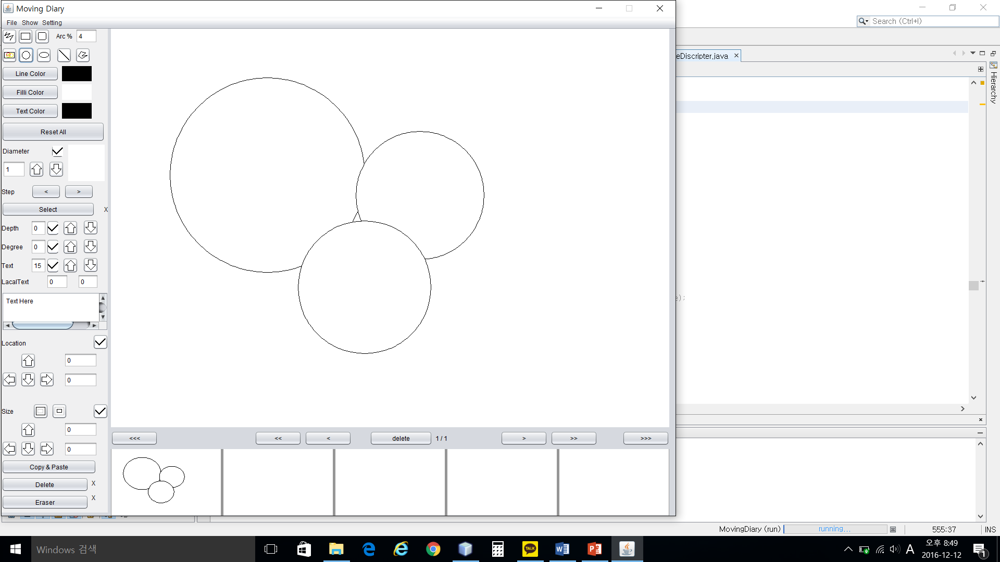 Moving Diary
File Show Setting
Search (Ctrl+I)
Arc % 4
eDiscripter.java
Line Color
Filli Color
Text Color
Reset All
Hierarchy
Diameter
1
Step < >
Select X
Depth 0
Degree 0
Text 15
LacalText 0 0
Text Here
e);
Location
0
0
Size
0
0
<<< << < delete 1 / 1 > >> >>>
Copy & Paste
Delete X
Eraser X
MovingDiary (run) running... 555:37 INS
Windows 검색
TALK
A
오후 8:49
2016-12-12
1